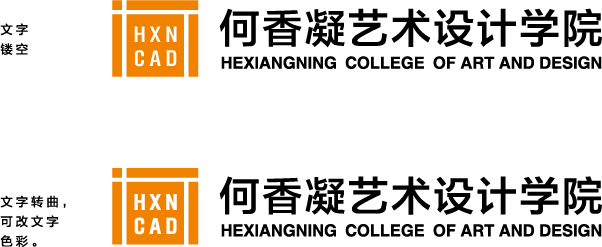 文字
镂空
HXN
CAD
何香凝艺术设计学院
HEXIANGNING COLLEGE OF ART AND DESIGN
文字转曲，
可改文字
色彩。
HXN
CAD
何香凝艺术设计学院
HEXIANGNING COLLEGE OF ART AND DESIGN